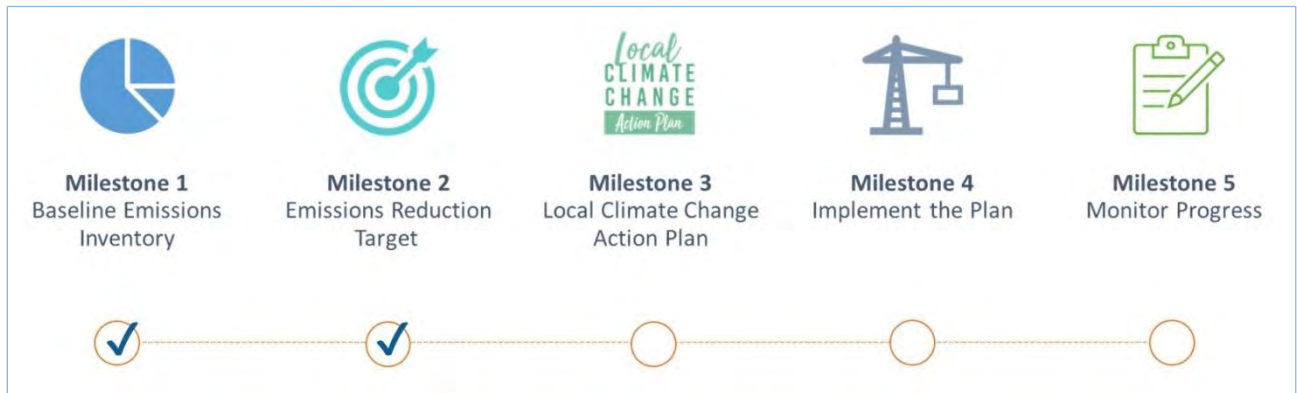 Local
CLIMATE
CHANGE
Action Plan
Milestone 1
Baseline Emissions
Inventory
Milestone 2
Emissions Reduction
Target
Milestone 3
Local Climate Change
Action Plan
Milestone 4
Implement the Plan
Milestone 5
Monitor Progress